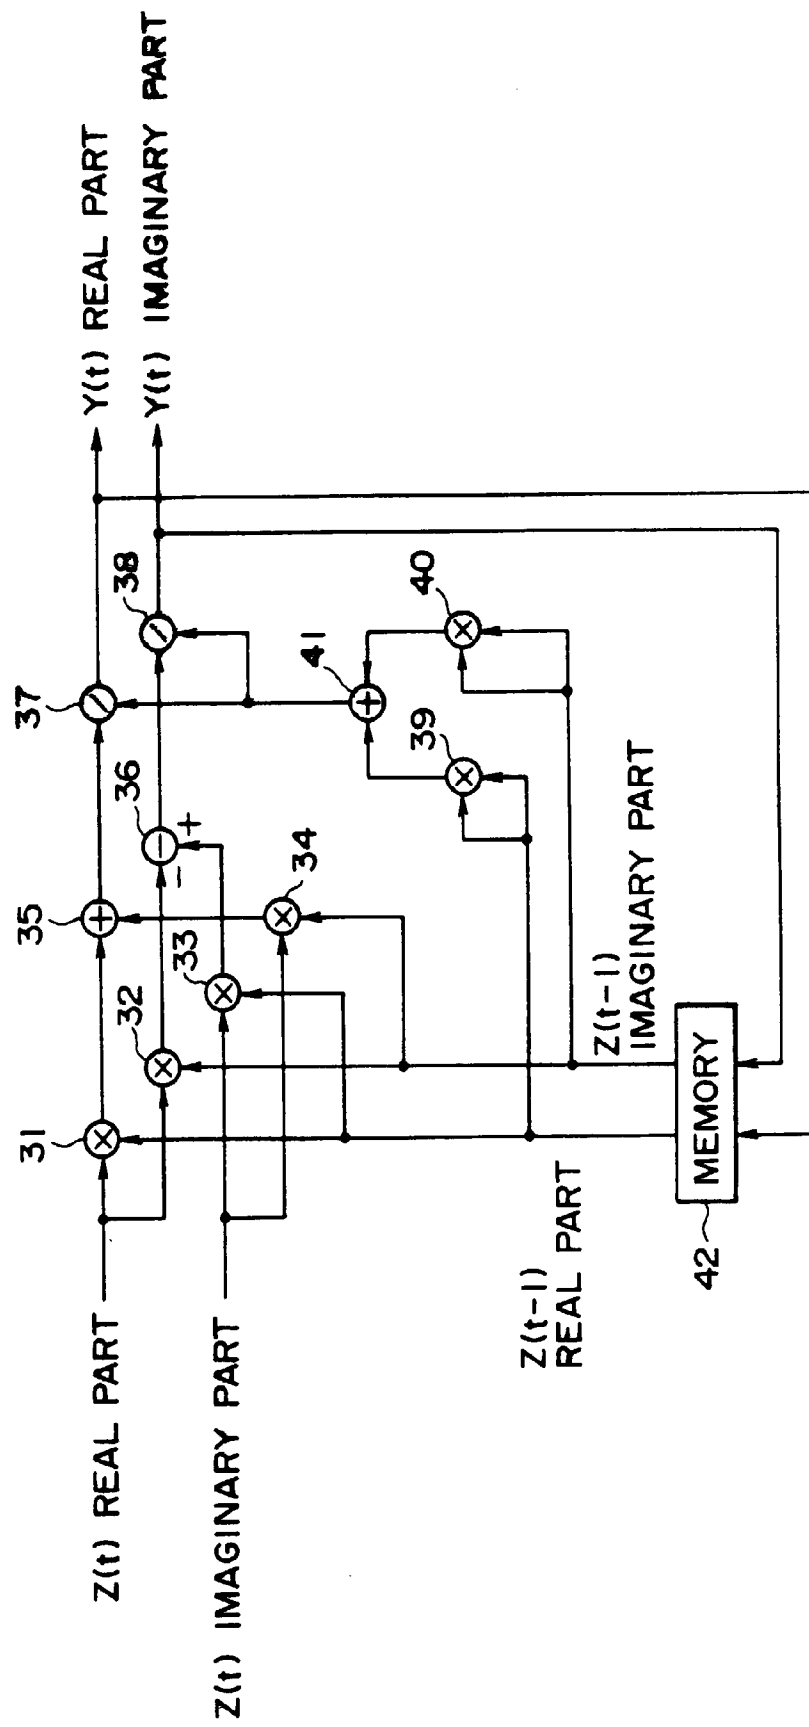 Z(t) REAL PART
Z(t) IMAGINARY PART
31
32
33
34
35
36
+
-
37
38
39
40
41
Y(t) REAL PART
Y(t) IMAGINARY PART
Z(t-1)
REAL PART
Z(t-1)
IMAGINARY PART
MEMORY
42